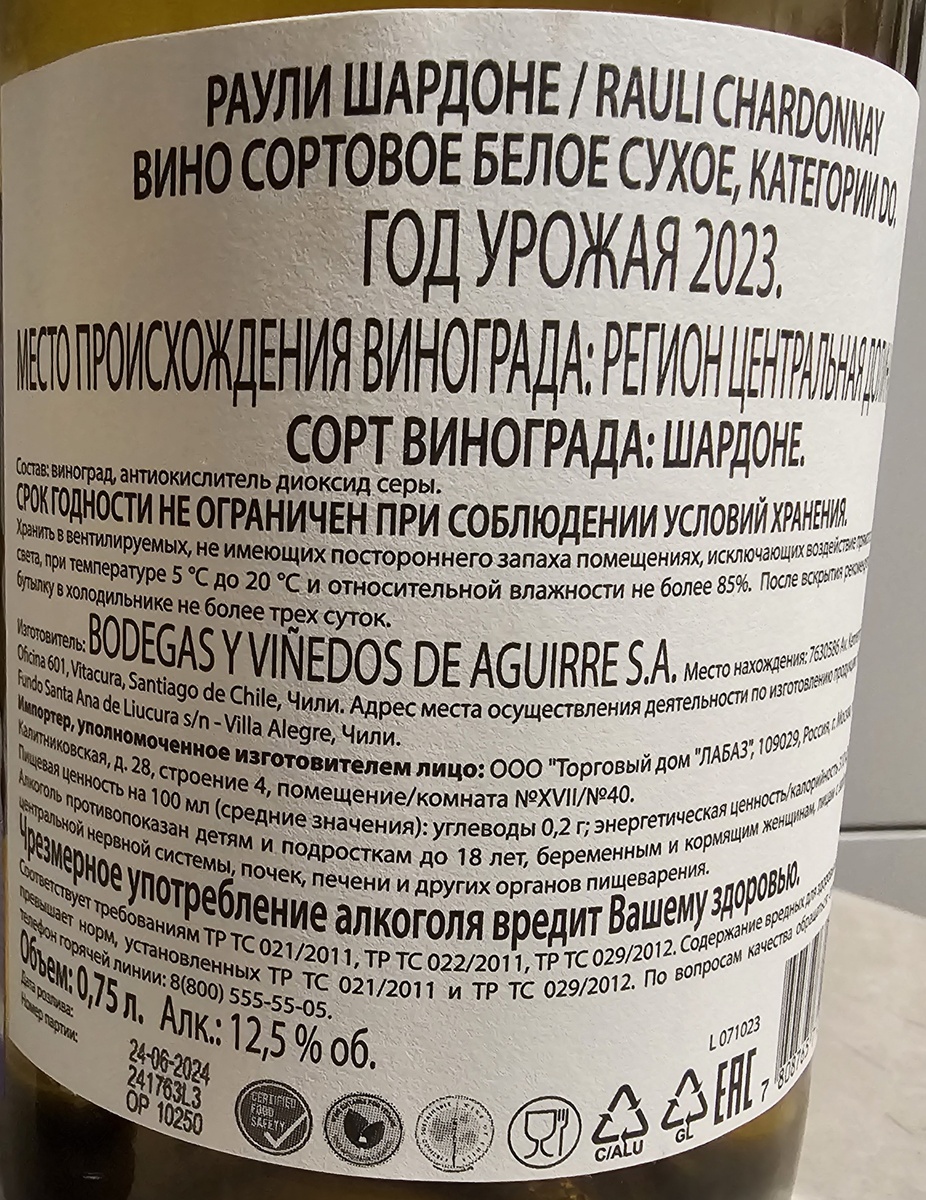 РАУЛИ ШАРДОНЕ / RAULI CHARDONNAY
ВИНО СОРТОВОЕ БЕЛОЕ СУХОЕ, КАТЕГОРИИ DO.
ГОД УРОЖАЯ 2023.
МЕСТО ПРОИСХОЖДЕНИЯ ВИНОГРАДА: РЕГИОН ЦЕНТРАЛЬНАЯ
СОРТ ВИНОГРАДА: ШАРДОНЕ.
Состав: виноград, антиокислитель диоксид серы.
СРОК ГОДНОСТИ НЕ ОГРАНИЧЕН ПРИ СОБЛЮДЕНИИ УСЛОВИЙ ХРАНЕНИЯ.
Хранить в вентилируемых, не имеющих постороннего запаха помещениях, исключающих воздействие
света, при температуре 5 °C до 20 °C и относительной влажности не более 85%. После вскрытия
бутылку в холодильнике не более трех суток.
Изготовитель: BODEGAS Y VIÑEDOS DE AGUIRRE S.A. Место нахождения: 7630586 Av.
Oficina 601, Vitacura, Santiago de Chile, Чили. Адрес места осуществления деятельности по изготовлению
Fundo Santa Ana de Liucura s/n - Villa Alegre, Чили.
Импортер, уполномоченное изготовителем лицо: ООО "Торговый дом "ЛАБАЗ", 109029, Россия, г.
Калитниковская, д. 28, строение 4, помещение/комната №XVII/№40.
Пищевая ценность на 100 мл (средние значения): углеводы 0,2 г; энергетическая ценность/калорийность
Алкоголь противопоказан детям и подросткам до 18 лет, беременным и кормящим женщинам,
центральной нервной системы, почек, печени и других органов пищеварения.
Чрезмерное употребление алкоголя вредит Вашему здоровью.
Соответствует требованиям ТР ТС 021/2011, ТР ТС 022/2011, ТР ТС 029/2012. Содержание вредных для
превышает норм, установленных ТР ТС 021/2011 и ТР ТС 029/2012. По вопросам качества
телефон горячей линии: 8(800) 555-55-05.
Объем: 0,75 л. Алк.: 12,5 % об.
Дата розлива:
Номер партии:
24-06-2024
241763L3
OP 10250
L 071023
CERTIFIED
FOOD
SAFETY
C/ALU
GL
EAC
7